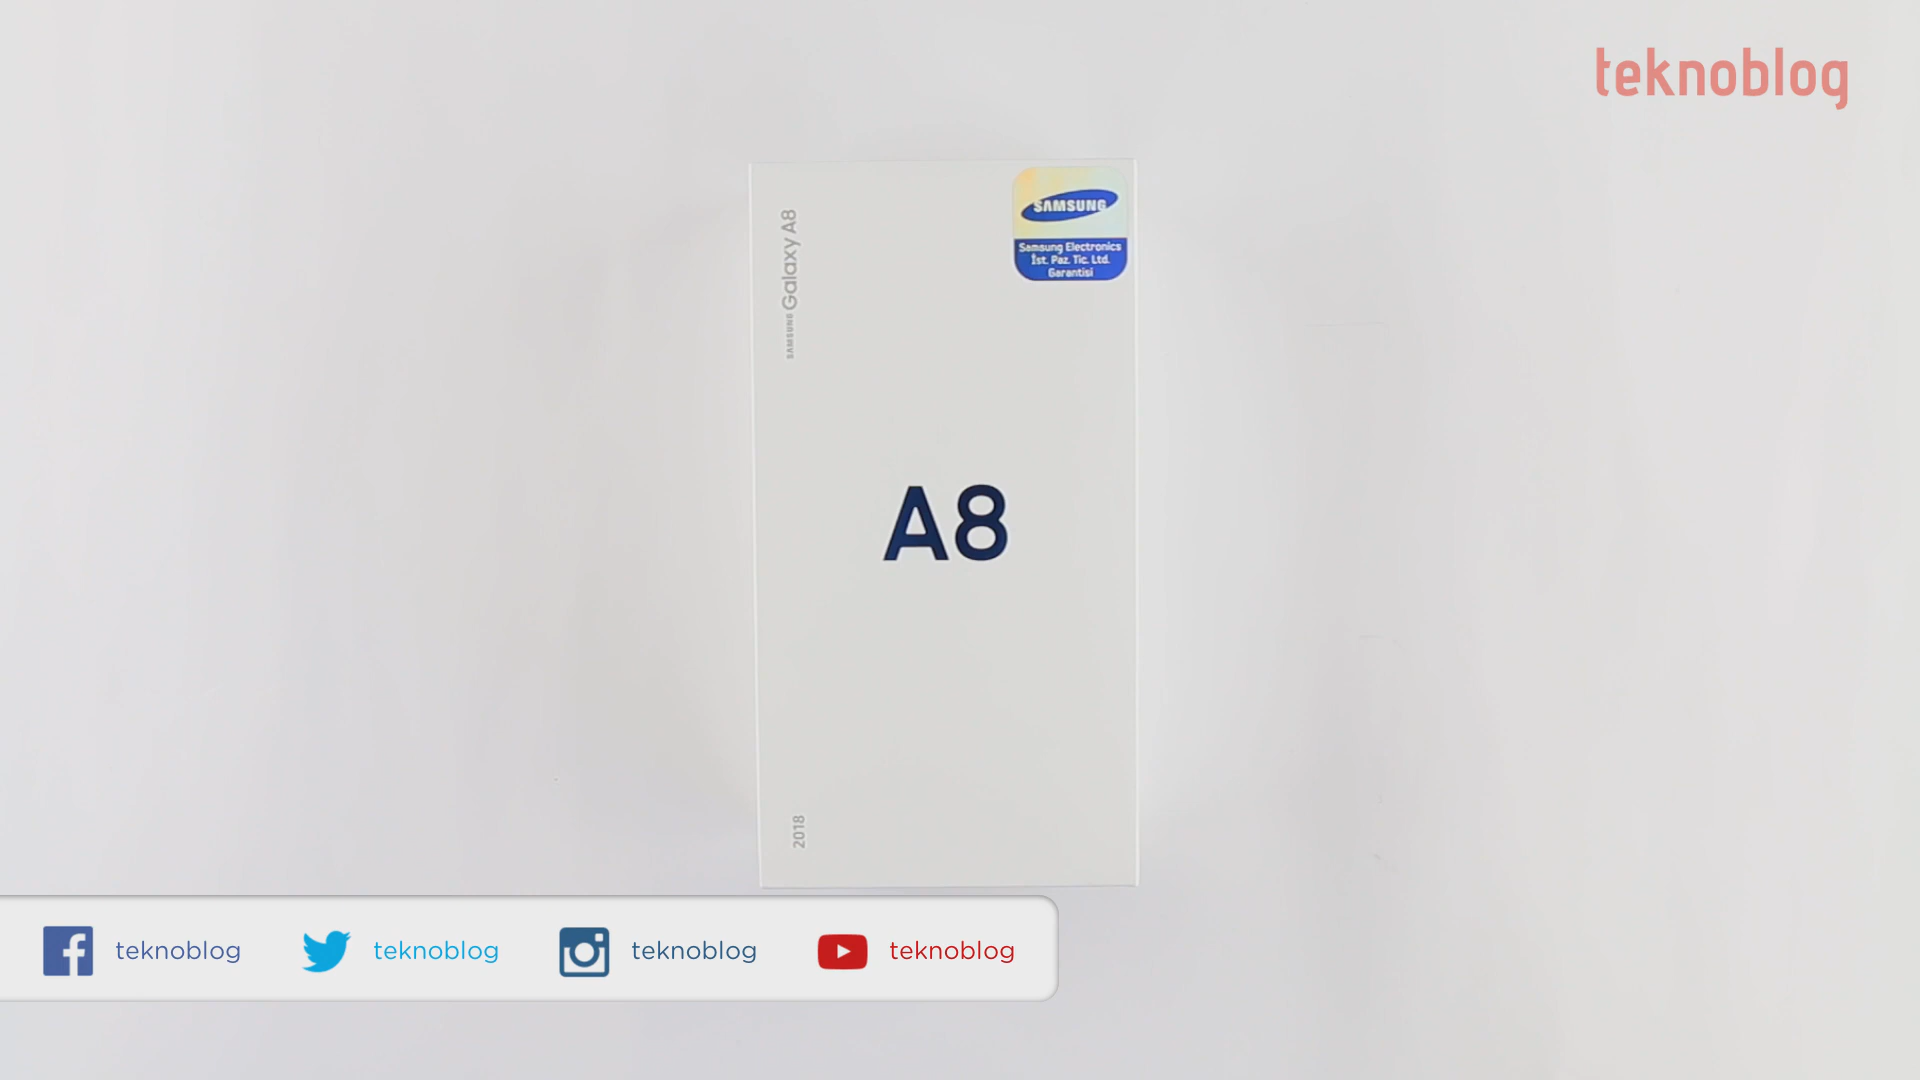 teknoblog
SAMSUNG
Samsung Electronics
İst. Paz. Tic. Ltd.
Garantisi
SAMSUNG Galaxy A8
A8
2018
teknoblog
teknoblog
teknoblog
teknoblog